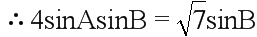 ∴ 4sinAsinB = √7sinB